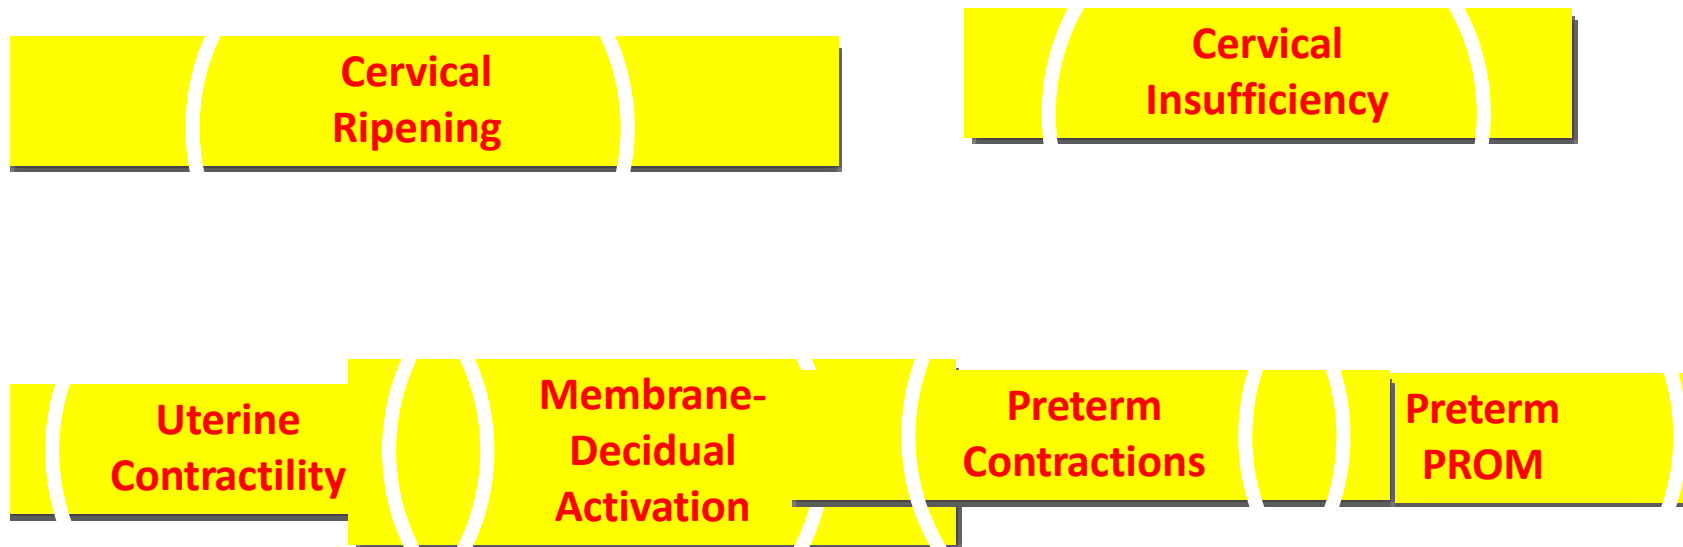 Cervical
Ripening
Cervical
Insufficiency
Uterine
Contractility
Membrane-
Decidual
Activation
Preterm
Contractions
Preterm
PROM